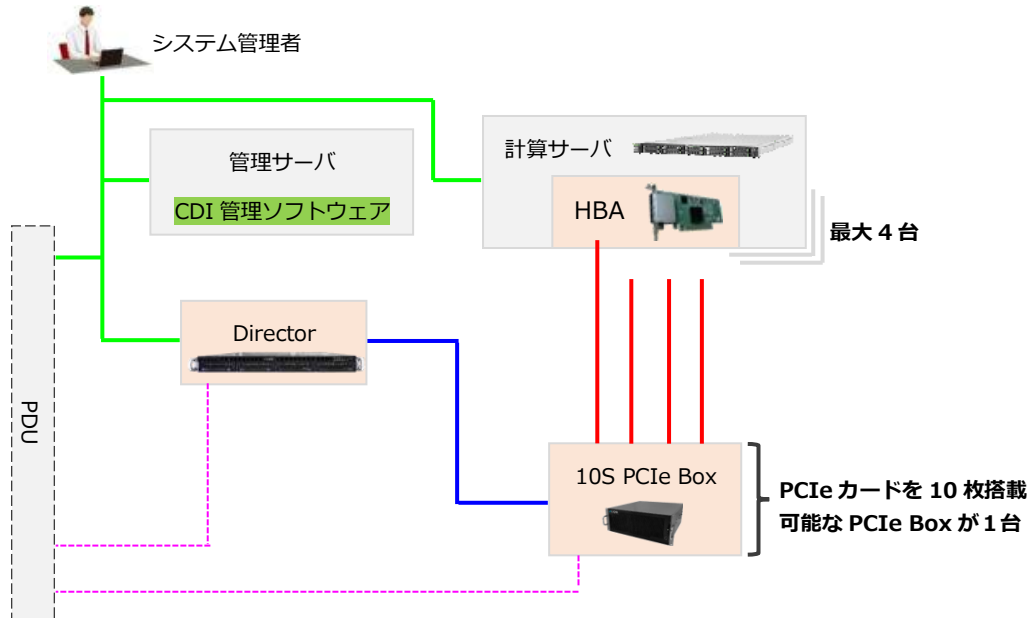 システム管理者
管理サーバ
CDI 管理ソフトウェア
計算サーバ
HBA
最大 4 台
Director
PDU
10S PCIe Box
PCIe カードを 10 枚搭載
可能な PCIe Box が 1 台